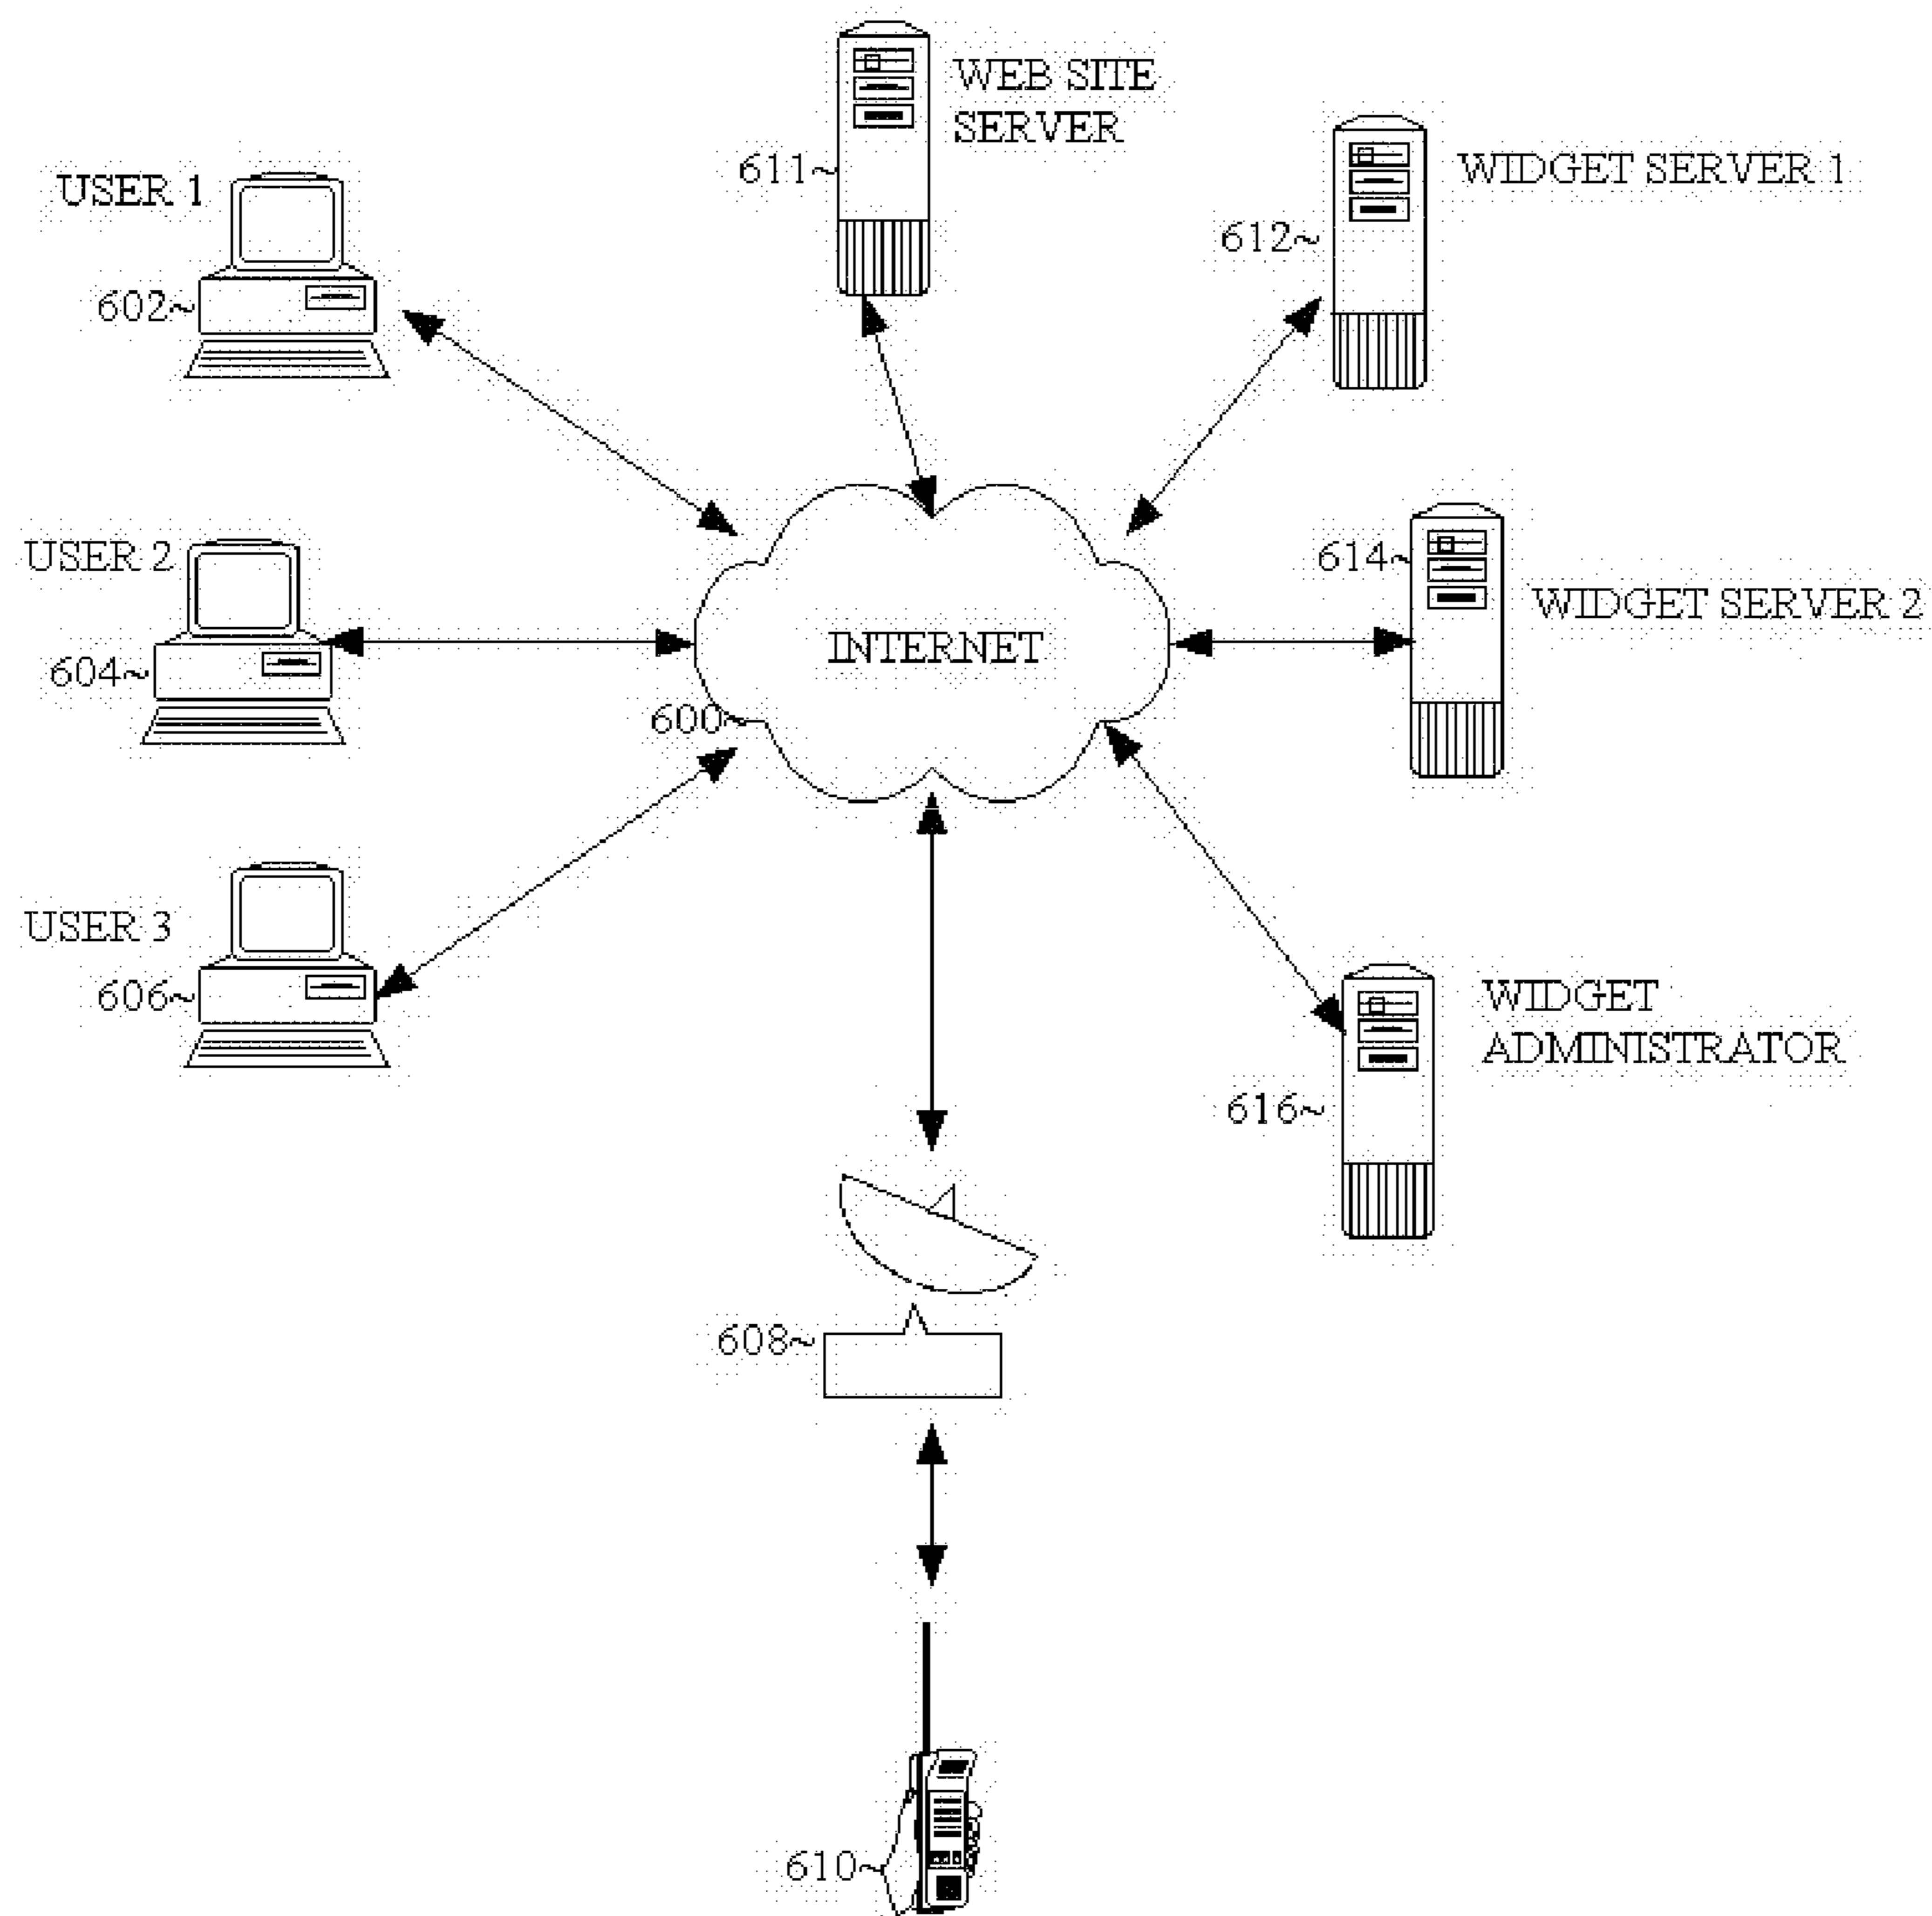 WEB SITE
SERVER
611~
WIDGET SERVER 1
612~
USER 1
602~
USER 2
604~
INTERNET
600~
614~
WIDGET SERVER 2
USER 3
606~
WIDGET
ADMINISTRATOR
616~
608~
610~